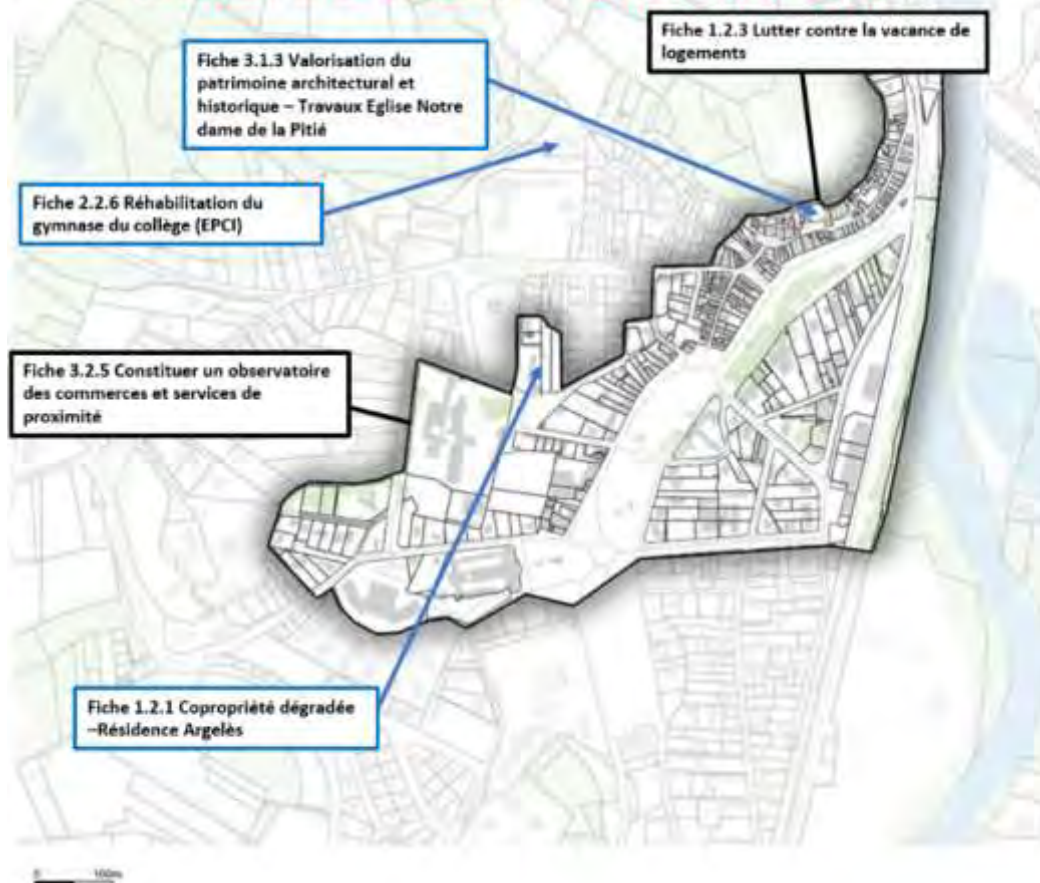 Fiche 1.2.3 Lutter contre la vacance de
logements
Fiche 3.1.3 Valorisation du
patrimoine architectural et
historique – Travaux Eglise Notre
dame de la Pitié
Fiche 2.2.6 Réhabilitation du
gymnase du collège (EPCI)
Fiche 3.2.5 Constituer un observatoire
des commerces et services de
proximité
Fiche 1.2.1 Copropriété dégradée
–Résidence Argelès
0 100m